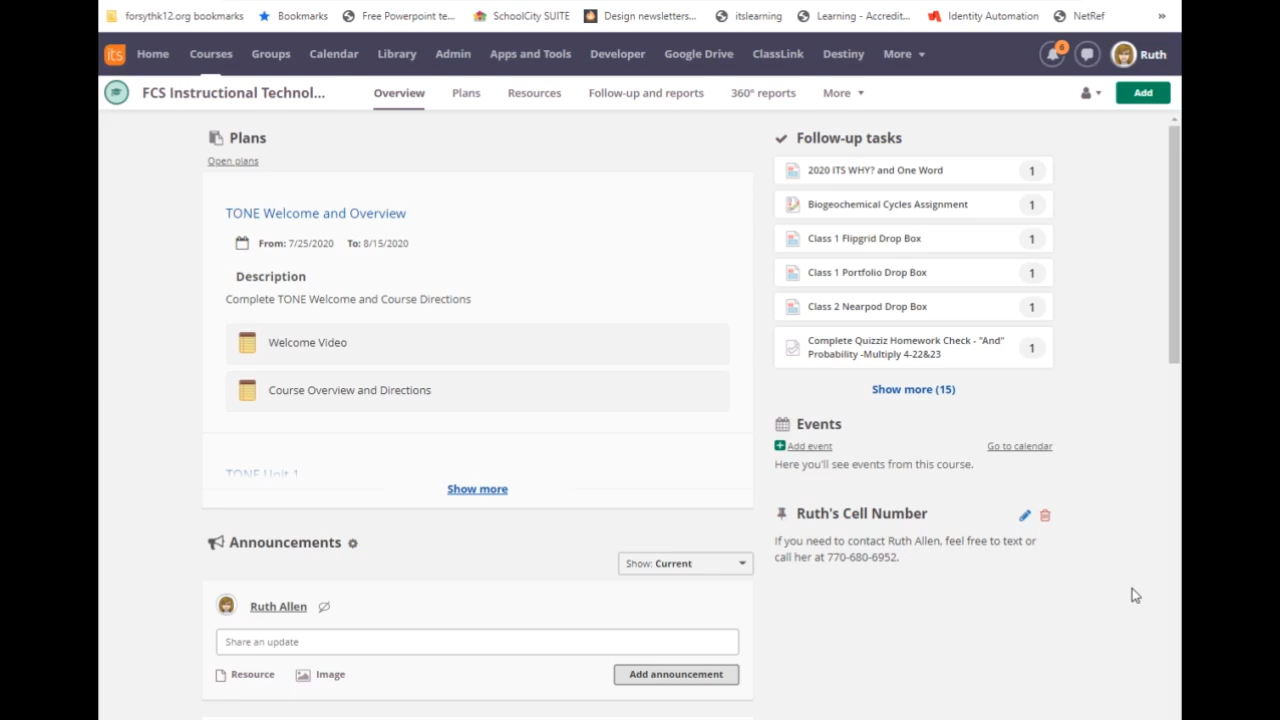 forsythk12.org bookmarks Bookmarks Free Powerpoint te... SchoolCity SUITE Design newsletters... itslearning Learning - Accredit... Identity Automation NetRef »
its Home Courses Groups Calendar Library Admin Apps and Tools Developer Google Drive ClassLink Destiny More 6 Ruth
FCS Instructional Technol... Overview Plans Resources Follow-up and reports 360° reports More Add
Plans
Open plans
TONE Welcome and Overview
From: 7/25/2020 To: 8/15/2020
Description
Complete TONE Welcome and Course Directions
Welcome Video
Course Overview and Directions
TONE Unit 1
Show more
Announcements
Show: Current
Ruth Allen
Share an update
Resource Image Add announcement
Follow-up tasks
2020 ITS WHY? and One Word 1
Biogeochemical Cycles Assignment 1
Class 1 Flipgrid Drop Box 1
Class 1 Portfolio Drop Box 1
Class 2 Nearpod Drop Box 1
Complete Quizziz Homework Check - "And"
Probability -Multiply 4-22&23 1
Show more (15)
Events
Add event Go to calendar
Here you'll see events from this course.
Ruth's Cell Number
If you need to contact Ruth Allen, feel free to text or
call her at 770-680-6952.